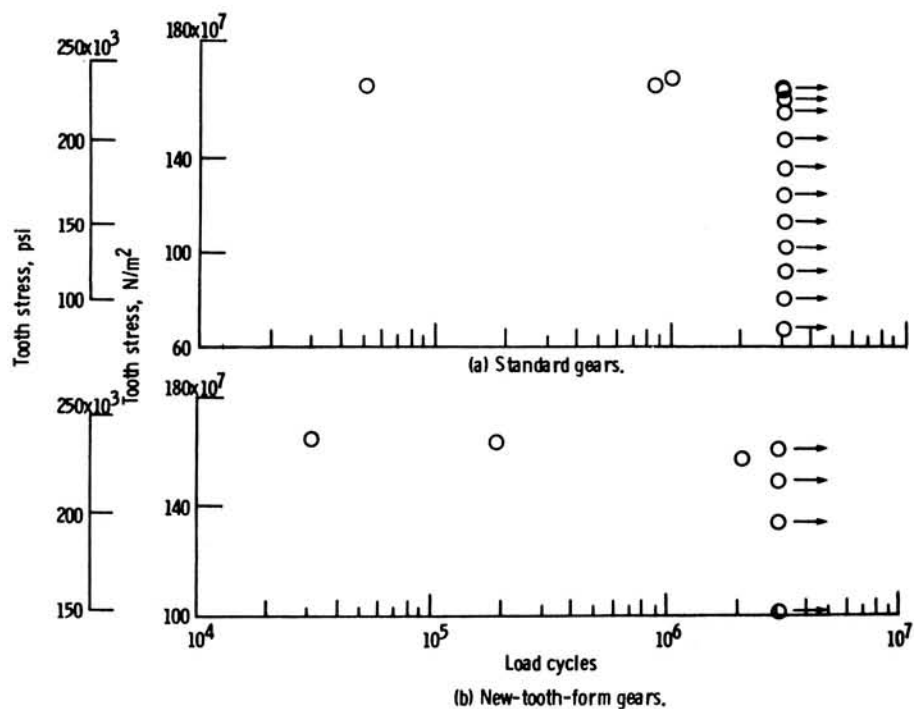 180x10⁷
250x10³
200
140
150
100
100
60
Tooth stress, psi
Tooth stress, N/m²
(a) Standard gears.
180x10⁷
250x10³
140
200
150
100
10⁴
10⁵
10⁶
10⁷
Load cycles
(b) New-tooth-form gears.